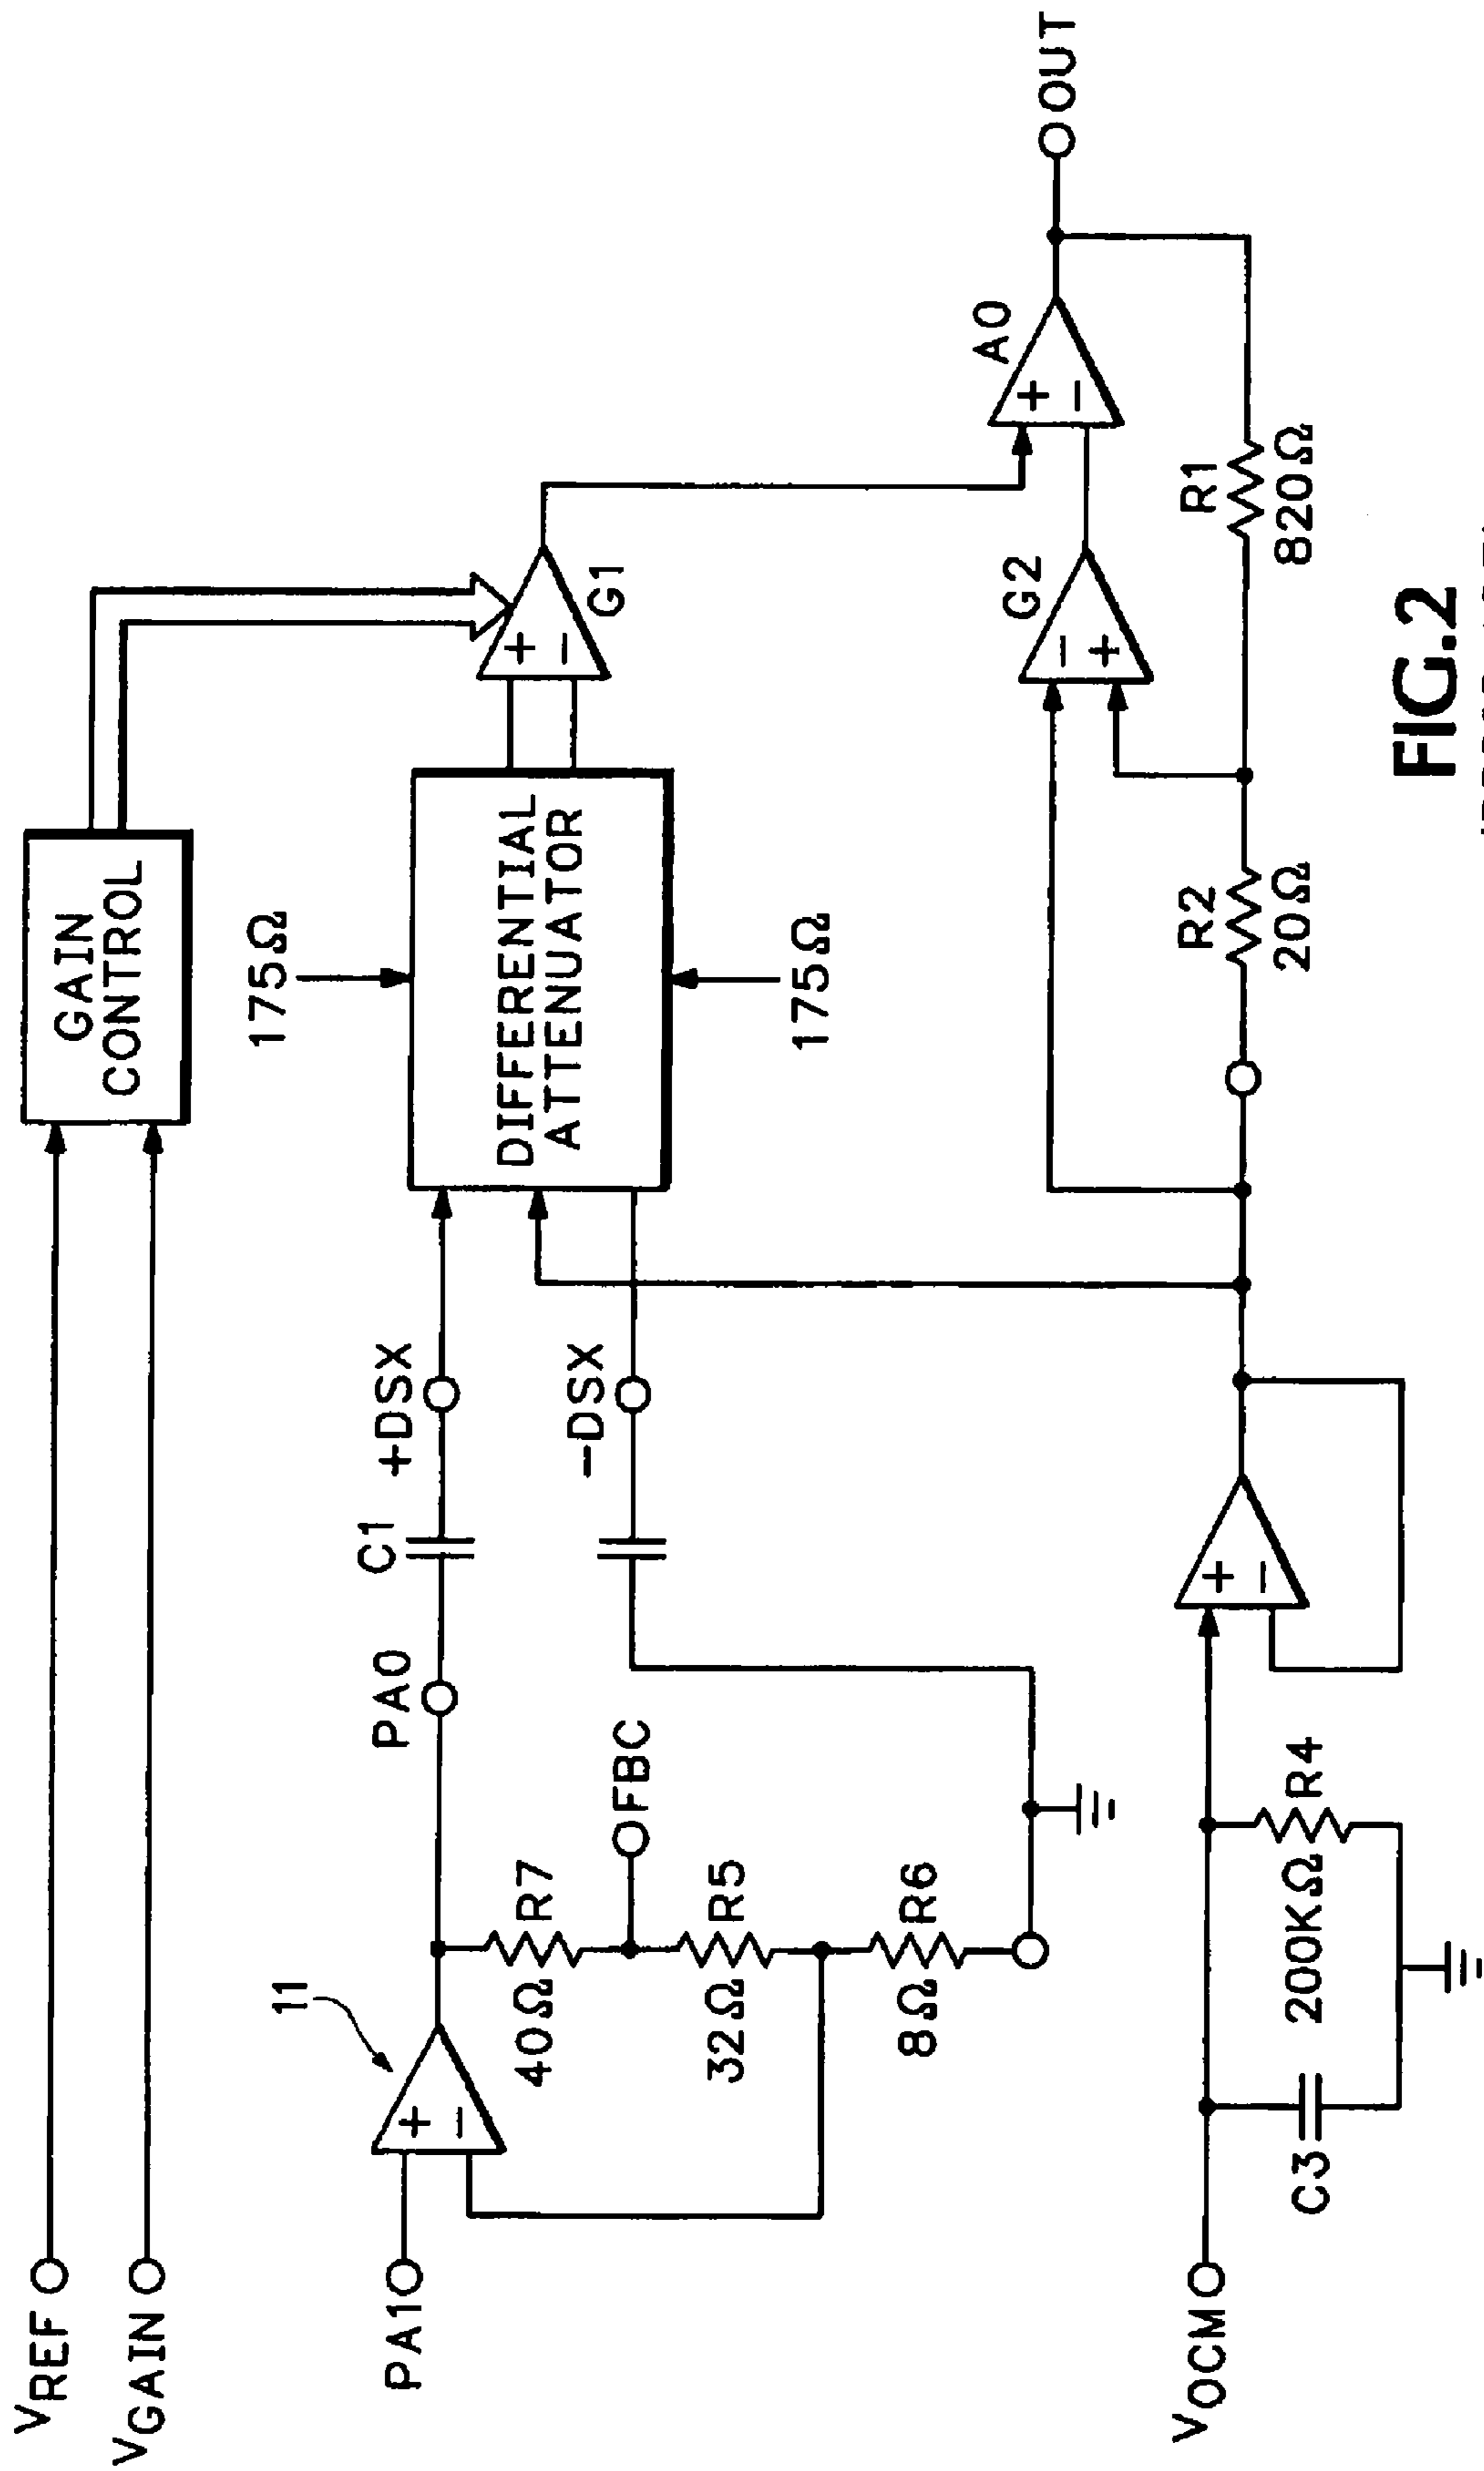 VREF
VGAIN
GAIN
CONTROL
175Ω
PA1
11
PA0
C1
+DSX
-DSX
DIFFERENTIAL
ATTENUATOR
175Ω
+
-
G1
+
-
40Ω
R7
FBC
32Ω
R5
8Ω
R6
VOCM
C3
200KΩ
R4
+
-
R2
20Ω
-
+
G2
R1
820Ω
+
-
A0
OUT
FIG.2